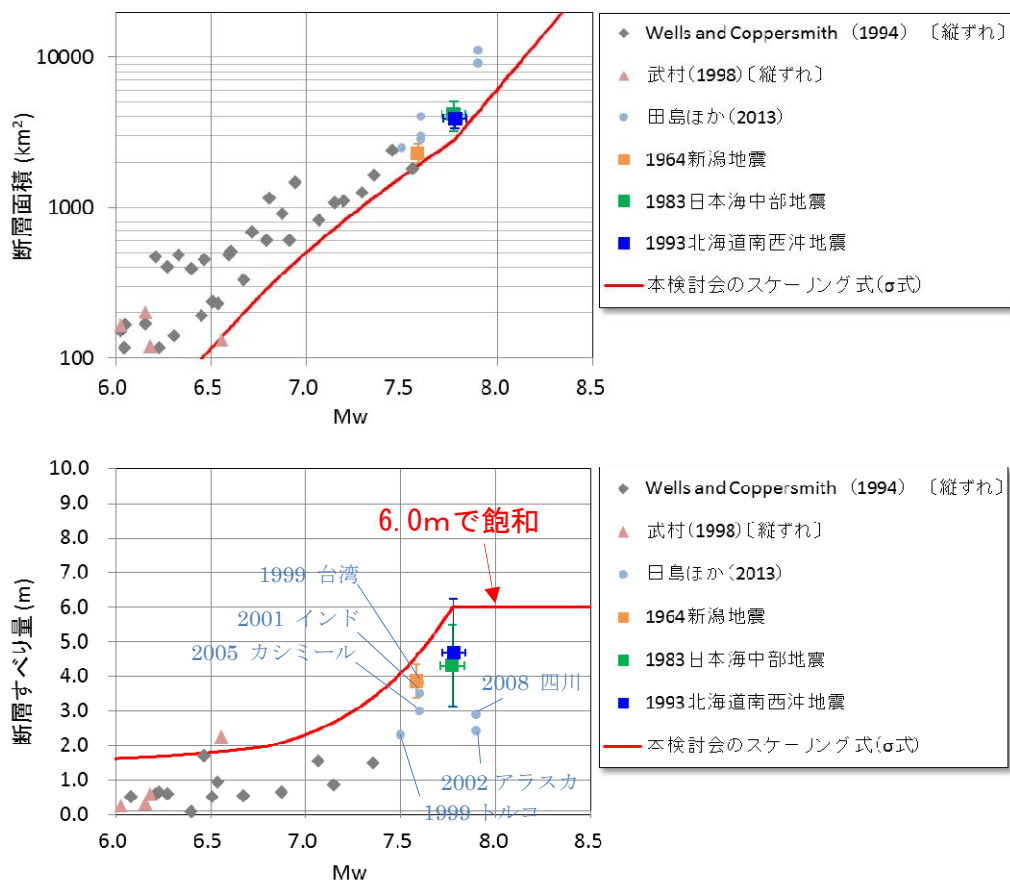 10000
1000
100
断層面積 (km²)
6.0 6.5 7.0 7.5 8.0 8.5
Mw
Wells and Coppersmith （1994）〔縦ずれ〕
武村(1998)〔縦ずれ〕
田島ほか(2013)
1964新潟地震
1983日本海中部地震
1993北海道南西沖地震
本検討会のスケーリング式(σ式)
10.0
9.0
8.0
7.0
6.0
5.0
4.0
3.0
2.0
1.0
0.0
断層すべり量 (m)
6.0mで飽和
1999 台湾
2001 インド
2005 カシミール
2008 四川
2002 アラスカ
1999 トルコ
6.0 6.5 7.0 7.5 8.0 8.5
Mw
Wells and Coppersmith （1994）〔縦ずれ〕
武村(1998)〔縦ずれ〕
日島ほか(2013)
1964新潟地震
1983日本海中部地震
1993北海道南西沖地震
本検討会のスケーリング式(σ式)